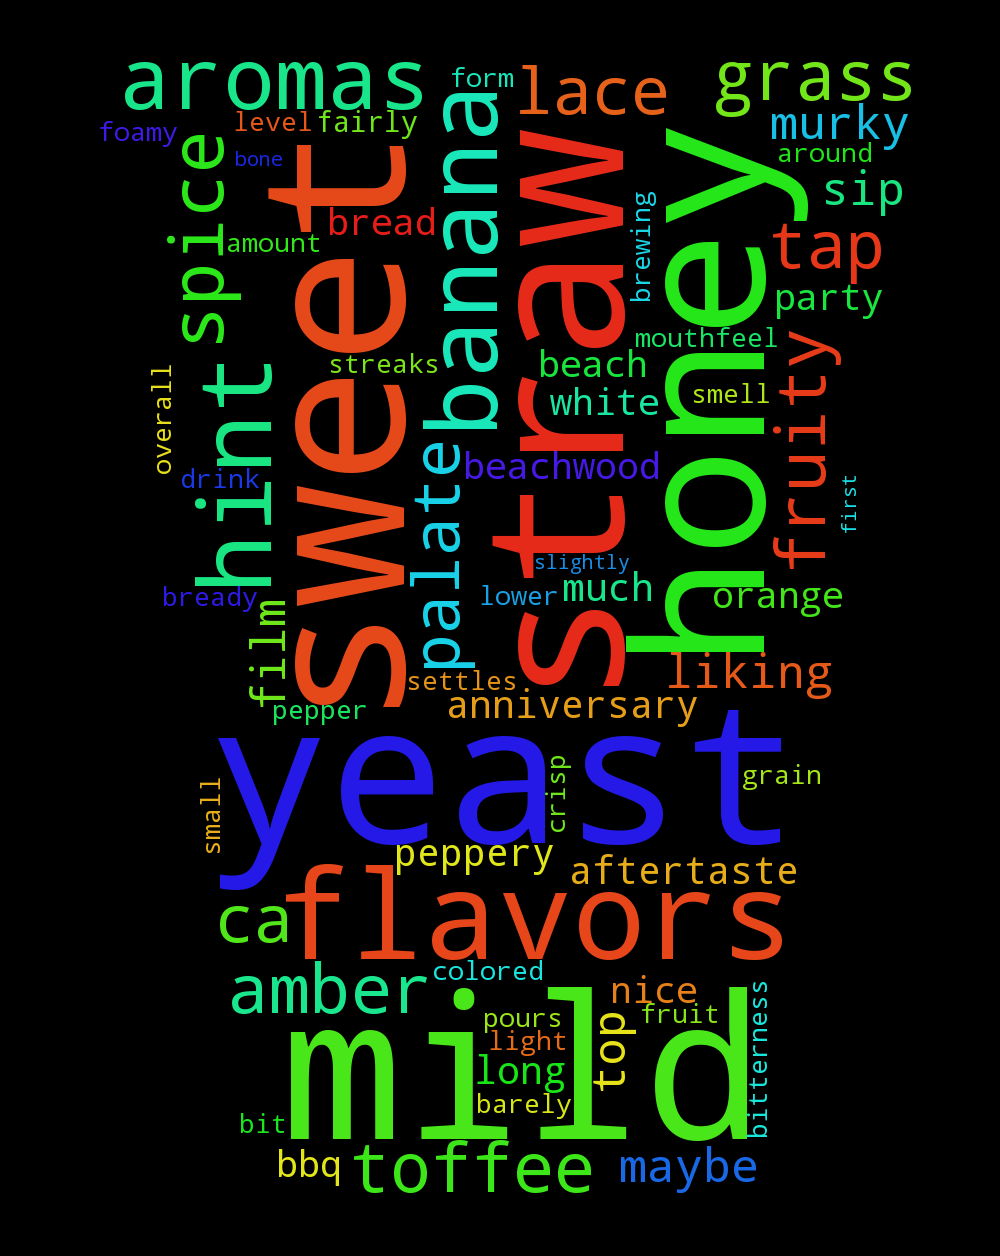 aromas
form
lace
grass
foamy
level
fairly
murky
bone
around
spice
sweet
banana
straw
honey
sip
bread
amount
brewing
tap
party
mouthfeel
streaks
beach
fruity
overall
hint
white
smell
palate
beachwood
drink
first
slightly
bready
lower
much
orange
film
settles
liking
pepper
anniversary
yeast
small
crisp
grain
peppery
aftertaste
ca
flavors
amber
colored
nice
mild
pours
fruit
top
light
long
bitterness
barely
bit
bbq
toffee
maybe